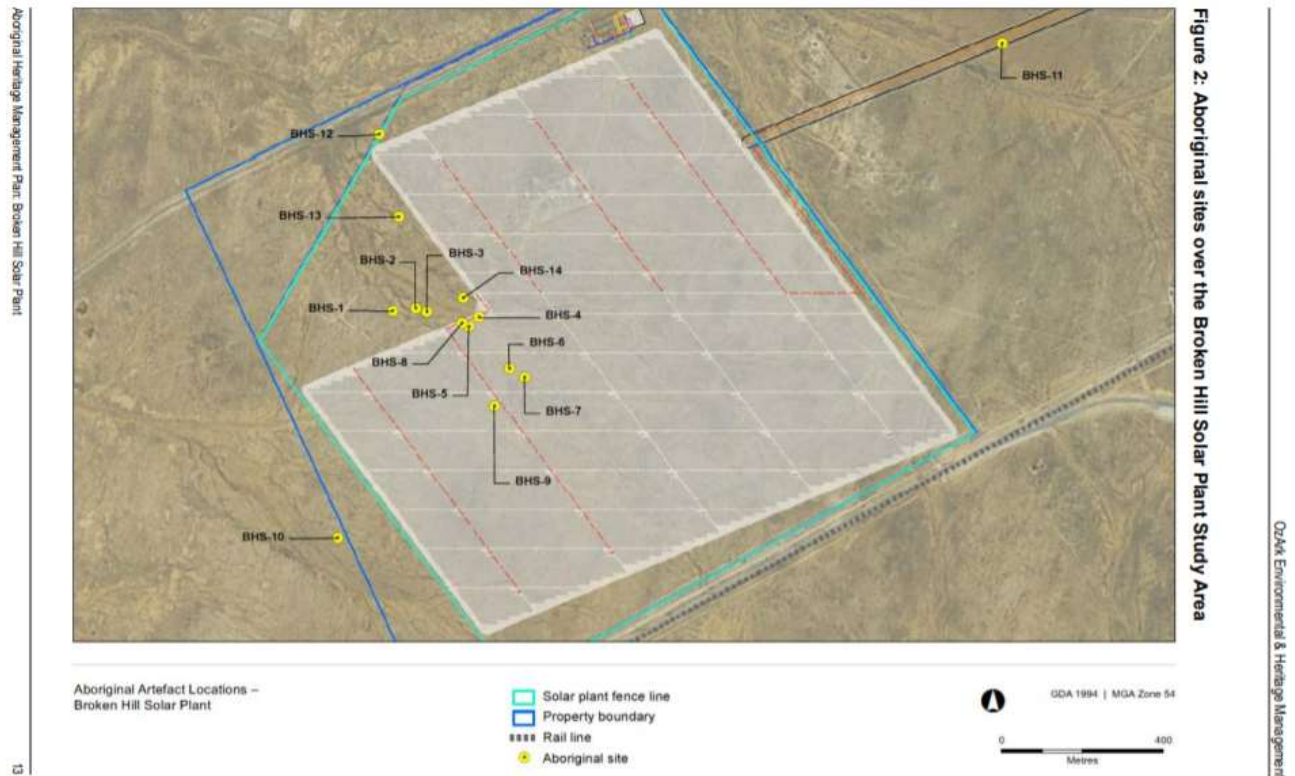 OzArk Environmental & Heritage Management
Figure 2: Aboriginal sites over the Broken Hill Solar Plant Study Area
BHS-11
BHS-12
BHS-13
BHS-3
BHS-2
BHS-14
BHS-1
BHS-4
BHS-6
BHS-8
BHS-5
BHS-7
BHS-9
BHS-10
Aboriginal Artefact Locations –
Broken Hill Solar Plant
Solar plant fence line
Property boundary
Rail line
Aboriginal site
GDA 1994 | MGA Zone 54
0 400
Metres
Aboriginal Heritage Management Plan: Broken Hill Solar Plant
13